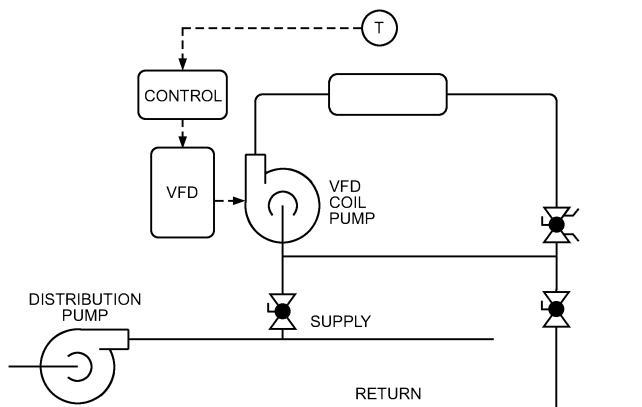 T
CONTROL
VFD
VFD
COIL
PUMP
DISTRIBUTION
PUMP
SUPPLY
RETURN